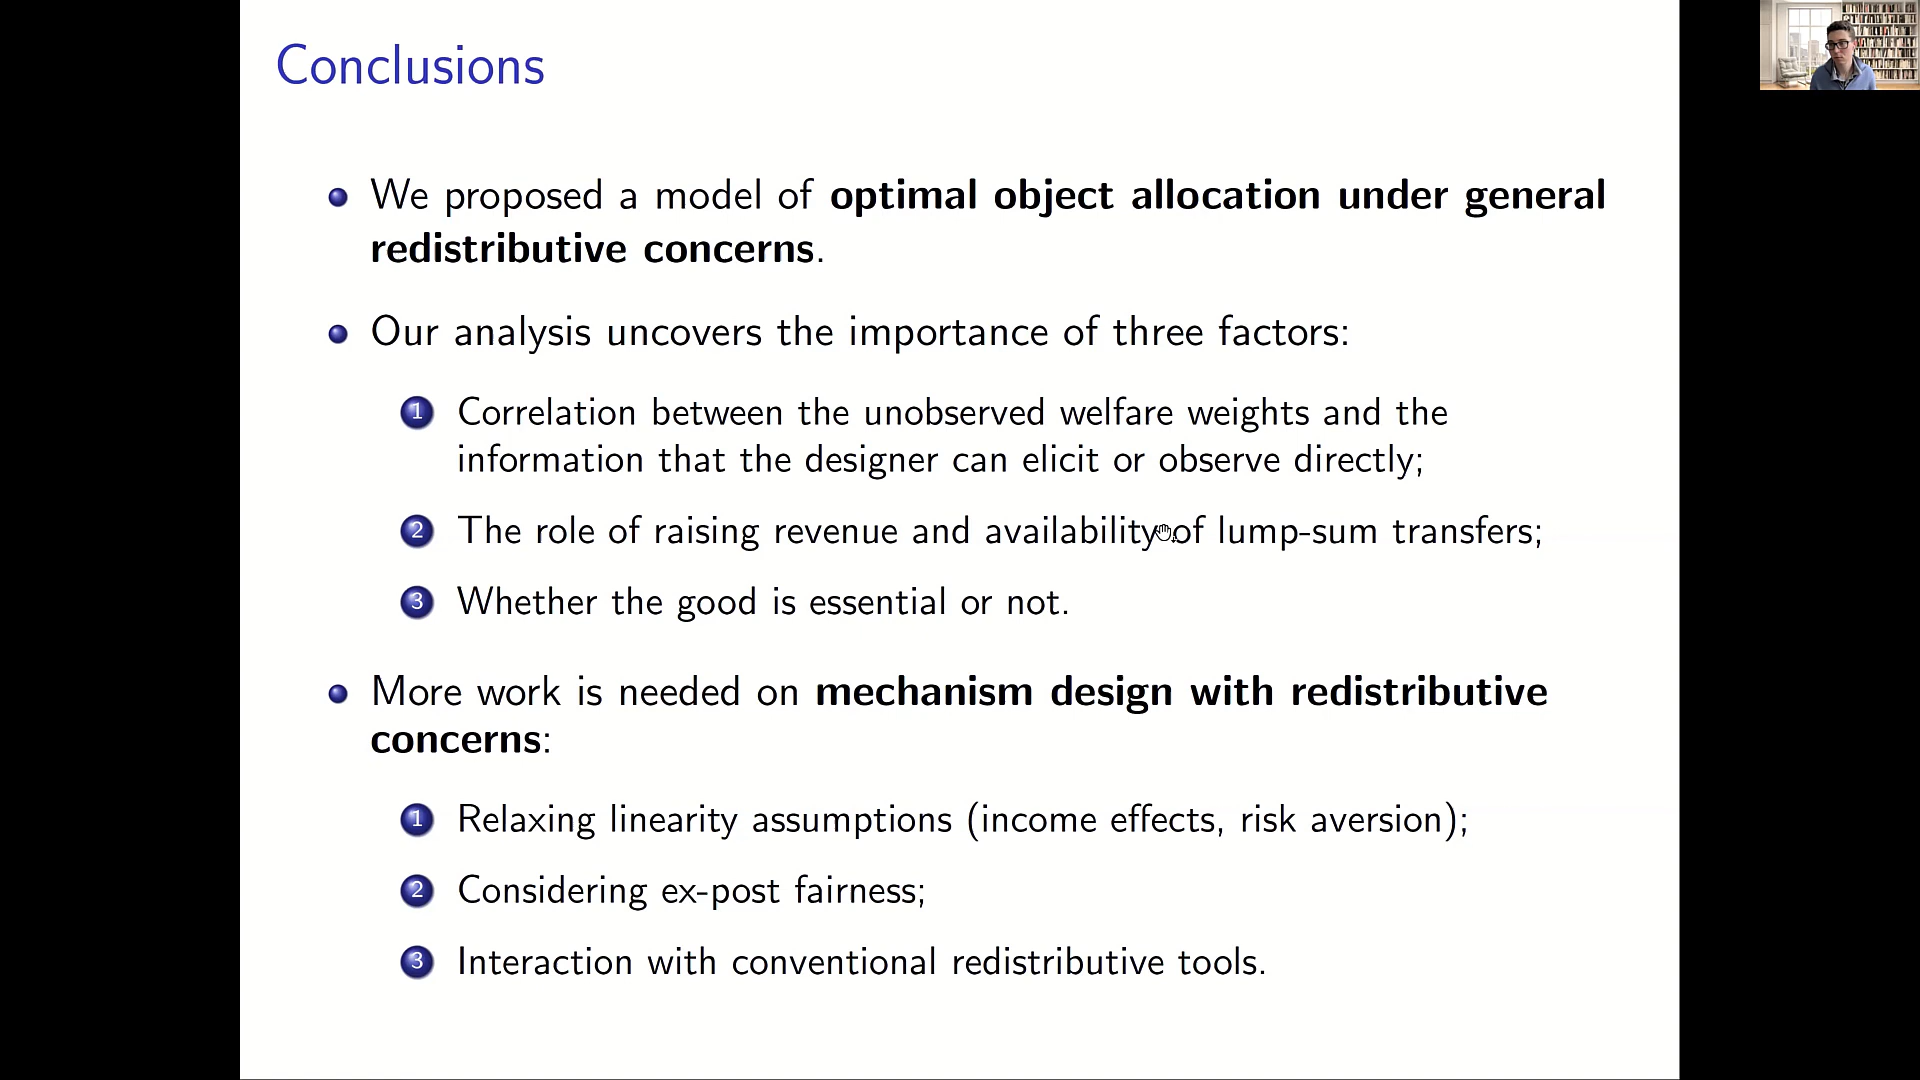 Conclusions
We proposed a model of optimal object allocation under general
redistributive concerns.
Our analysis uncovers the importance of three factors:
1 Correlation between the unobserved welfare weights and the
information that the designer can elicit or observe directly;
2 The role of raising revenue and availability of lump-sum transfers;
3 Whether the good is essential or not.
More work is needed on mechanism design with redistributive
concerns:
1 Relaxing linearity assumptions (income effects, risk aversion);
2 Considering ex-post fairness;
3 Interaction with conventional redistributive tools.